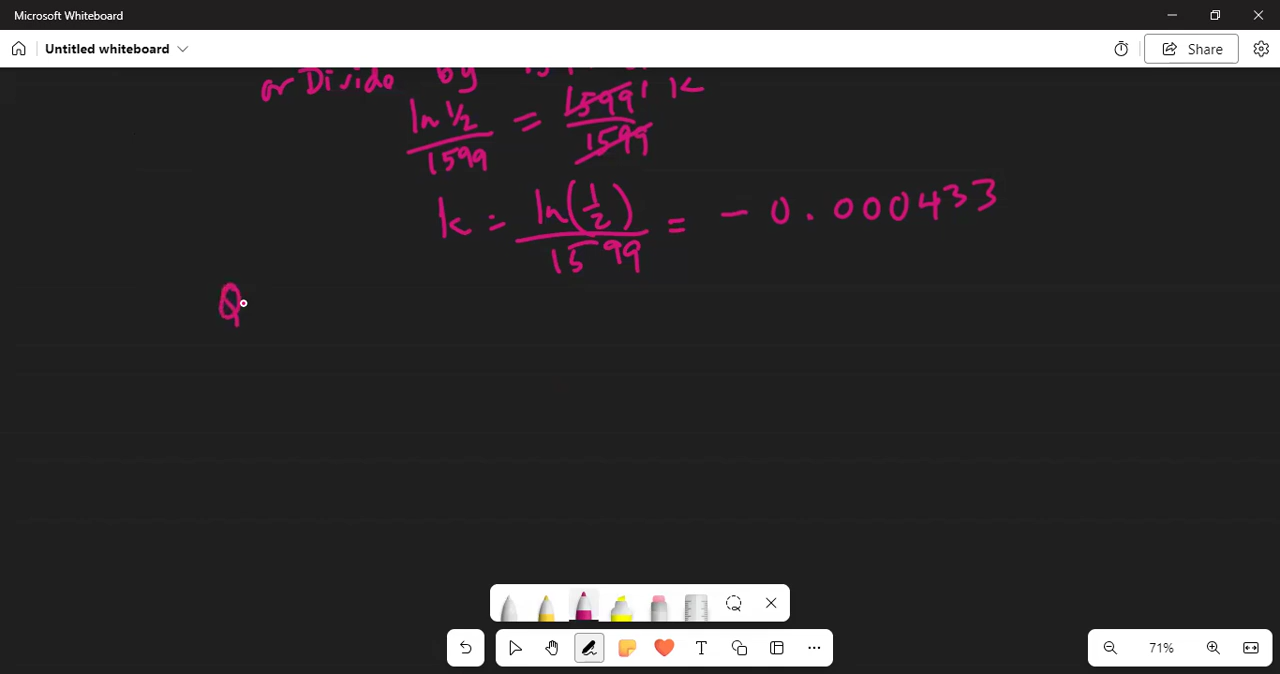 Microsoft Whiteboard
Untitled whiteboard
Share
or Divide by
ln 1/2 / 1599 = 1599 k / 1599
k = ln(1/2) / 1599 = - 0.000433
Q
71%